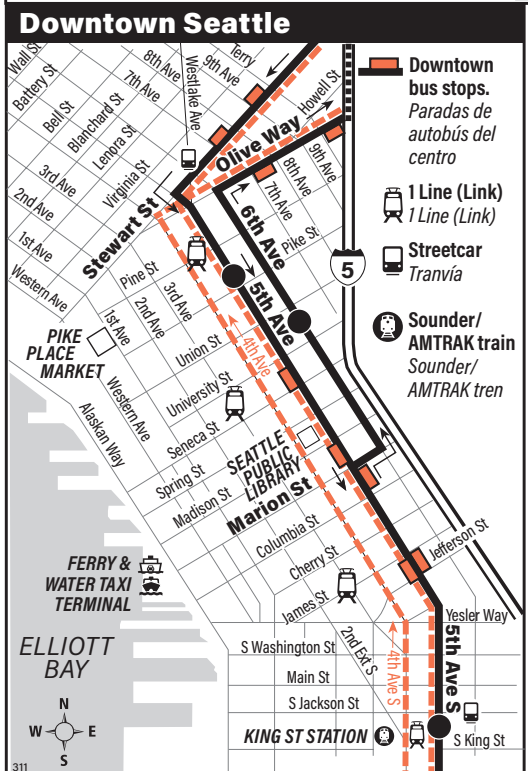 Downtown Seattle
Wall St
Battery St
Bell St
Blanchard St
Lenora St
Virginia St
8th Ave
7th Ave
9th Ave
Terry
Westlake Ave
Howell St
Olive Way
9th Ave
8th Ave
7th Ave
Pike St
6th Ave
3rd Ave
2nd Ave
1st Ave
Western Ave
Stewart St
Pine St
5th Ave
4th Ave
3rd Ave
2nd Ave
1st Ave
PIKE
PLACE
MARKET
Union St
University St
Seneca St
Spring St
Madison St
Western Ave
Alaskan Way
SEATTLE
PUBLIC
LIBRARY
Marion St
Columbia St
Cherry St
James St
Jefferson St
Yesler Way
FERRY &
WATER TAXI
TERMINAL
ELLIOTT
BAY
S Washington St
2nd Ext S
4th Ave S
5th Ave S
Main St
S Jackson St
KING ST STATION
S King St
N
W
E
S
311
Downtown
bus stops.
Paradas de
autobús del
centro
1 Line (Link)
1 Line (Link)
5
Streetcar
Tranvía
Sounder/
AMTRAK train
Sounder/
AMTRAK tren